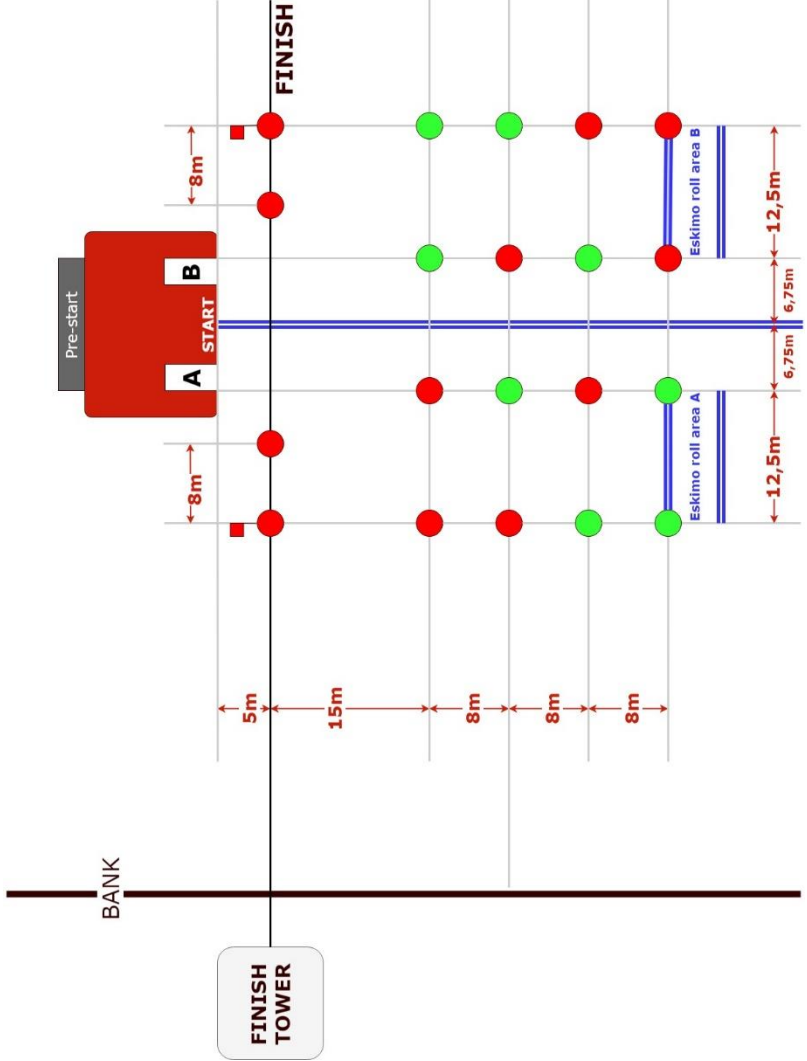 FINISH
8m
Pre-start
B
START
A
8m
Eskimo roll area B
12,5m
6,75m
6,75m
Eskimo roll area A
12,5m
5m
15m
8m
8m
8m
BANK
FINISH
TOWER